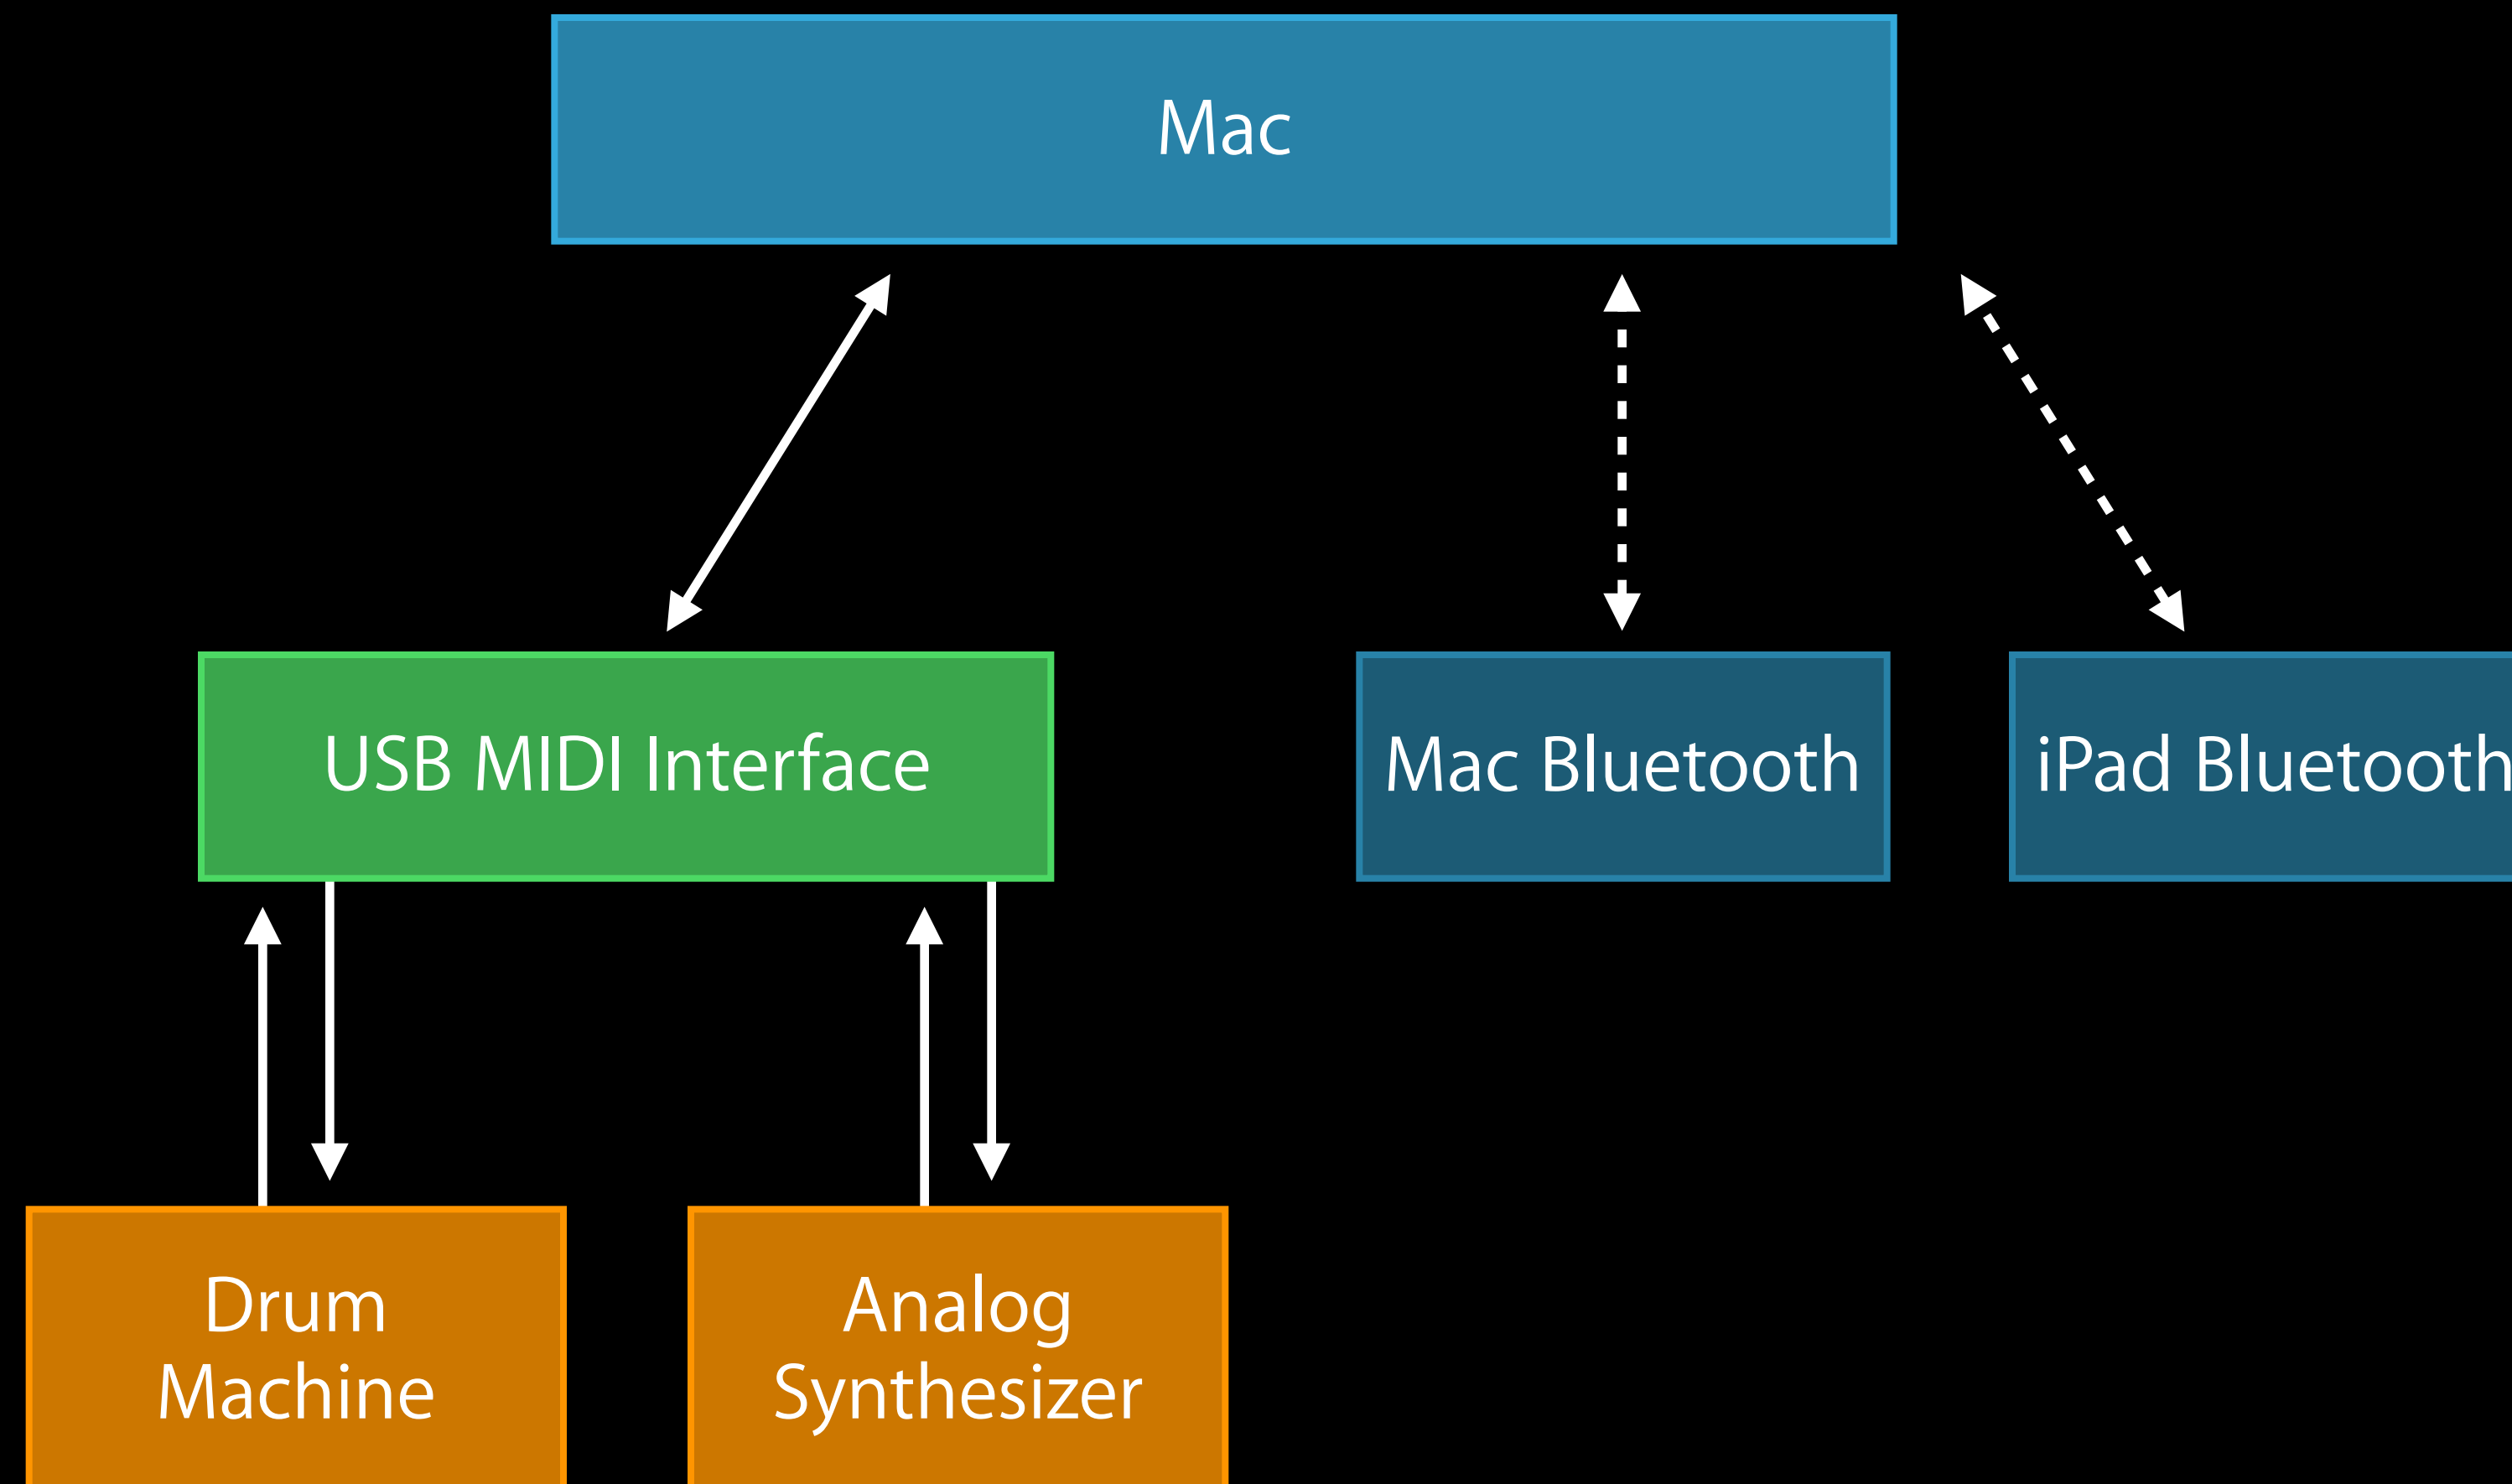 Mac
USB MIDI Interface
Mac Bluetooth
iPad Bluetooth
Drum
Machine
Analog
Synthesizer